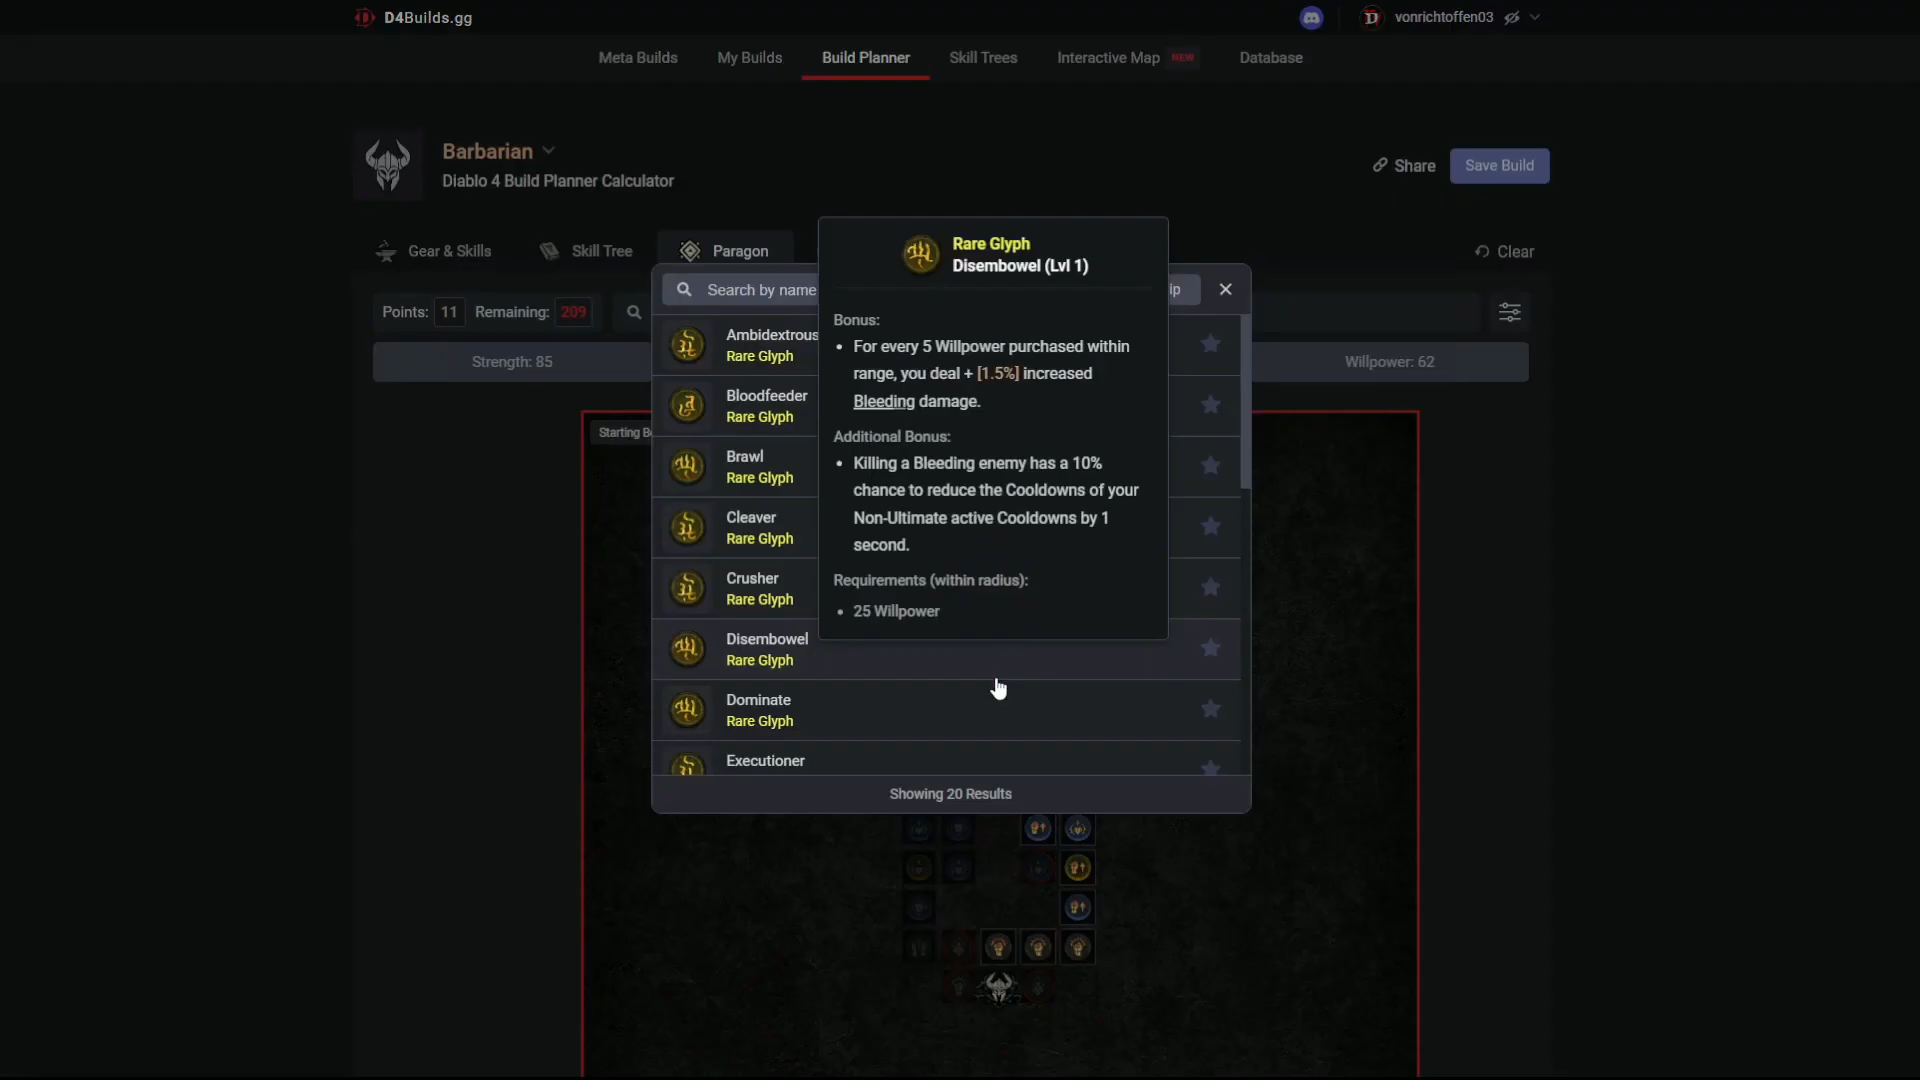 D4Builds.gg
vonrichtoffen03
Meta Builds
My Builds
Build Planner
Skill Trees
Interactive Map NEW
Database
Barbarian
Diablo 4 Build Planner Calculator
Share
Save Build
Gear & Skills
Skill Tree
Paragon
Clear
Points: 11 Remaining: 209
Strength: 85
Willpower: 62
Starting
Search by name
Rare Glyph
Disembowel (Lvl 1)
Bonus:
• For every 5 Willpower purchased within
range, you deal + [1.5%] increased
Bleeding damage.
Additional Bonus:
• Killing a Bleeding enemy has a 10%
chance to reduce the Cooldowns of your
Non-Ultimate active Cooldowns by 1
second.
Requirements (within radius):
• 25 Willpower
Ambidextrous
Rare Glyph
Bloodfeeder
Rare Glyph
Brawl
Rare Glyph
Cleaver
Rare Glyph
Crusher
Rare Glyph
Disembowel
Rare Glyph
Dominate
Rare Glyph
Executioner
Showing 20 Results